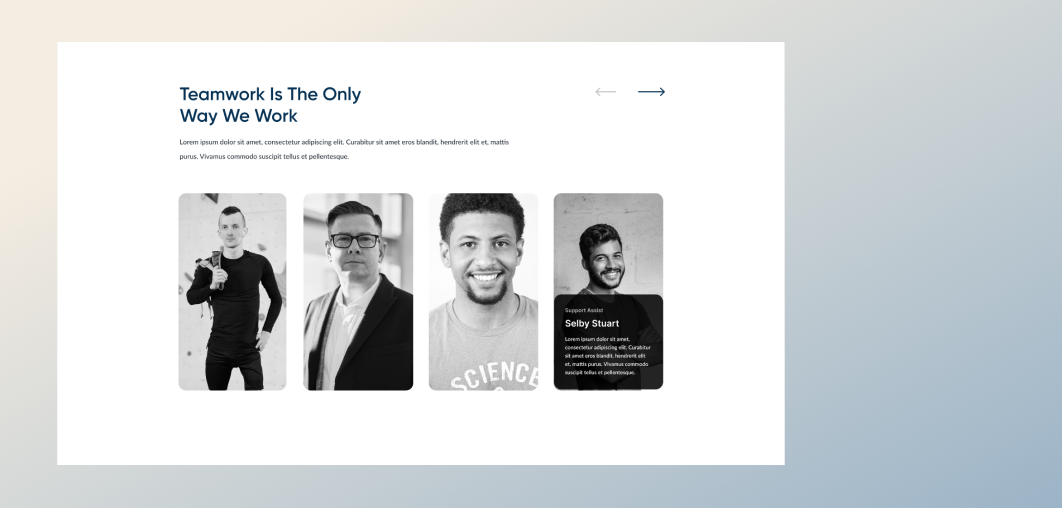 Teamwork Is The Only
Way We Work
Lorem ipsum dolor sit amet, consectetur adipiscing elit. Curabitur sit amet eros blandit, hendrerit elit et, mattis
purus. Vivamus commodo suscipit tellus et pellentesque.
SCIENCE
Support Assist
Selby Stuart
Lorem ipsum dolor sit amet,
consectetur adipiscing elit. Curabitur
sit amet eros blandit, hendrerit elit
et, mattis purus. Vivamus commodo
suscipit tellus et pellentesque.